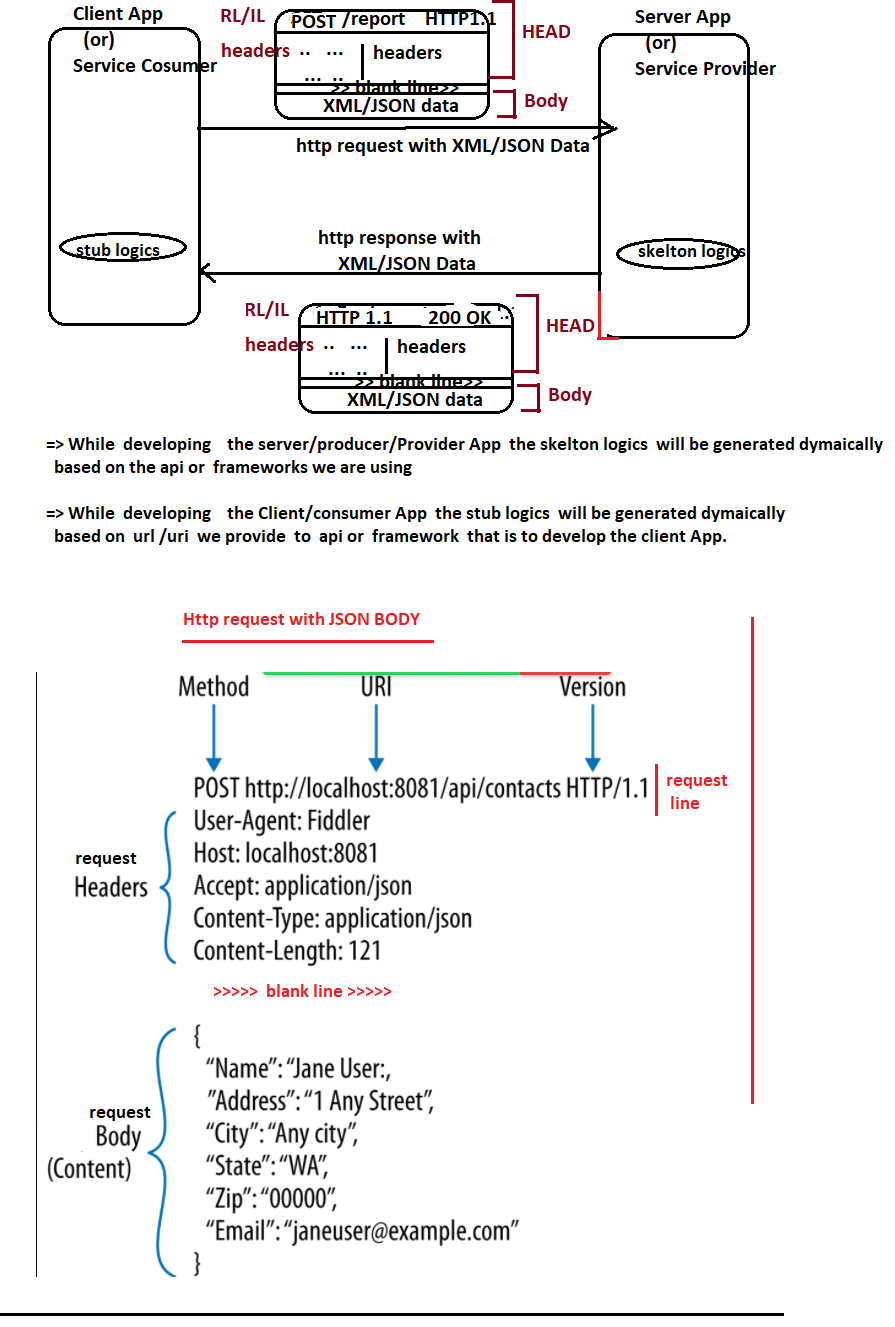 Client App
(or)
Service Cosumer
RL/IL
headers
POST /report HTTP1.1
.. ... headers
... ..
>> blank line>>
XML/JSON data
HEAD
Body
Server App
(or)
Service Provider
http request with XML/JSON Data
stub logics
http response with
XML/JSON Data
skelton logics
RL/IL
headers
HTTP 1.1 200 OK
.. ... headers
... ..
>> blank line>>
XML/JSON data
HEAD
Body
=> While developing the server/producer/Provider App the skelton logics will be generated dymaically
based on the api or frameworks we are using
=> While developing the Client/consumer App the stub logics will be generated dymaically
based on url /uri we provide to api or framework that is to develop the client App.
Http request with JSON BODY
Method URI Version
POST http://localhost:8081/api/contacts HTTP/1.1
request
line
User-Agent: Fiddler
Host: localhost:8081
Accept: application/json
Content-Type: application/json
Content-Length: 121
request
Headers
>>>>> blank line >>>>>
{
“Name”: “Jane User:,
”Address”: “1 Any Street”,
“City”: “Any city”,
“State”: “WA”,
“Zip”: “00000”,
“Email”: “janeuser@example.com”
}
request
Body
(Content)